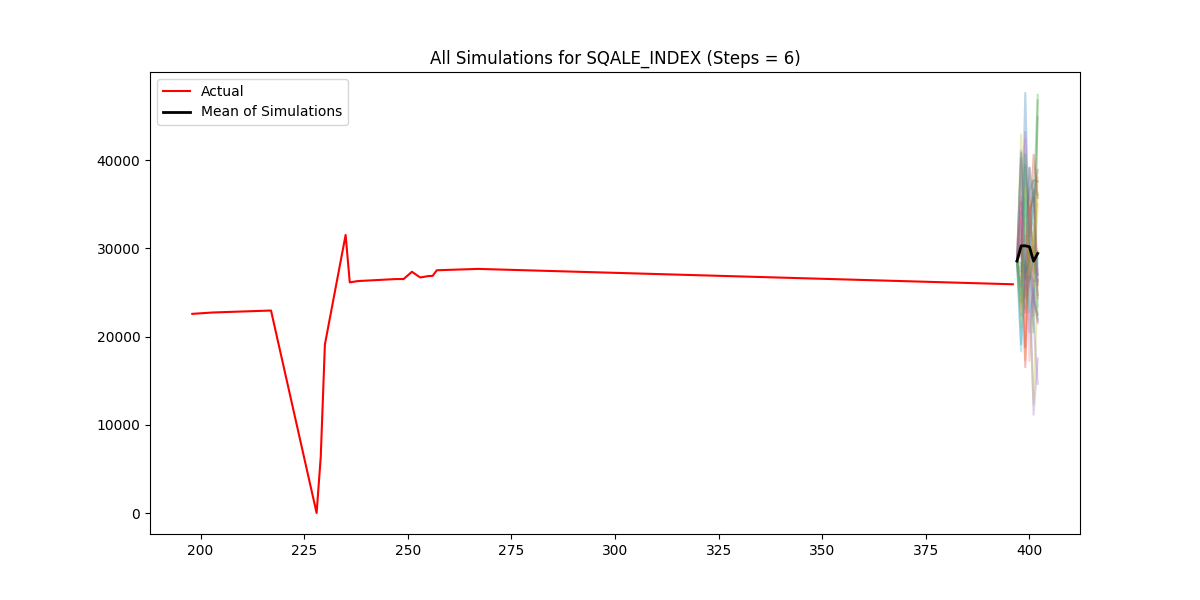 All Simulations for SQALE_INDEX (Steps = 6)
Actual
Mean of Simulations
40000
30000
20000
10000
0
200 225 250 275 300 325 350 375 400